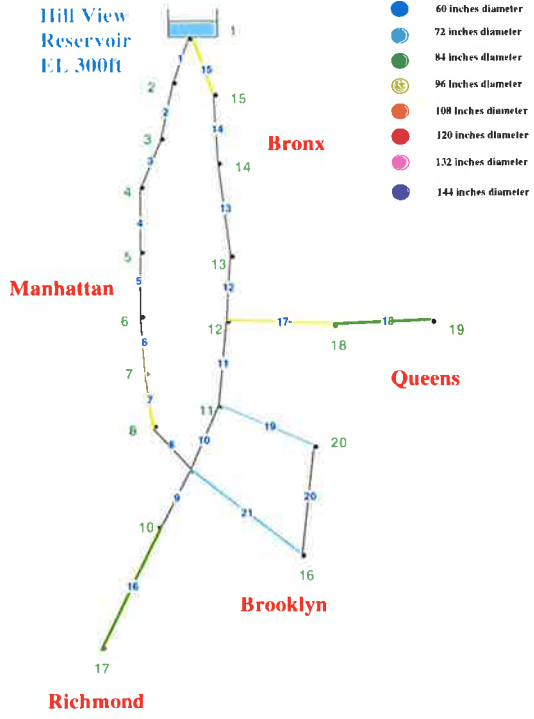 Hill View
Reservoir
EL 300ft
1
60 inches diameter
72 inches diameter
84 inches diameter
96 inches diameter
108 inches diameter
120 inches diameter
132 inches diameter
144 inches diameter
1
15
2
15
2
14
3
Bronx
3
14
4
13
4
5
13
Manhattan
5
12
6
12
17
18
18
19
6
11
7
Queens
7
11
19
8
8
10
20
9
20
21
10
16
16
Brooklyn
17
Richmond